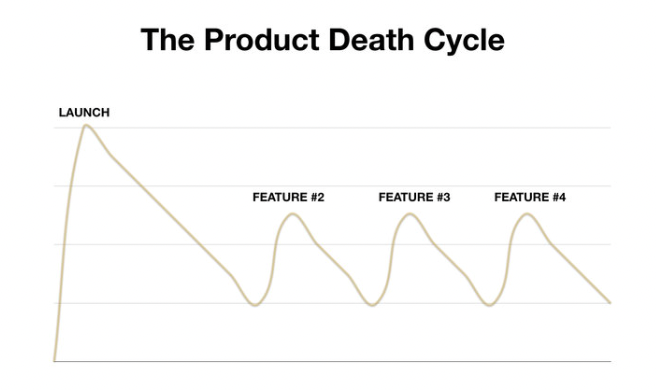 The Product Death Cycle
LAUNCH
FEATURE #2
FEATURE #3
FEATURE #4